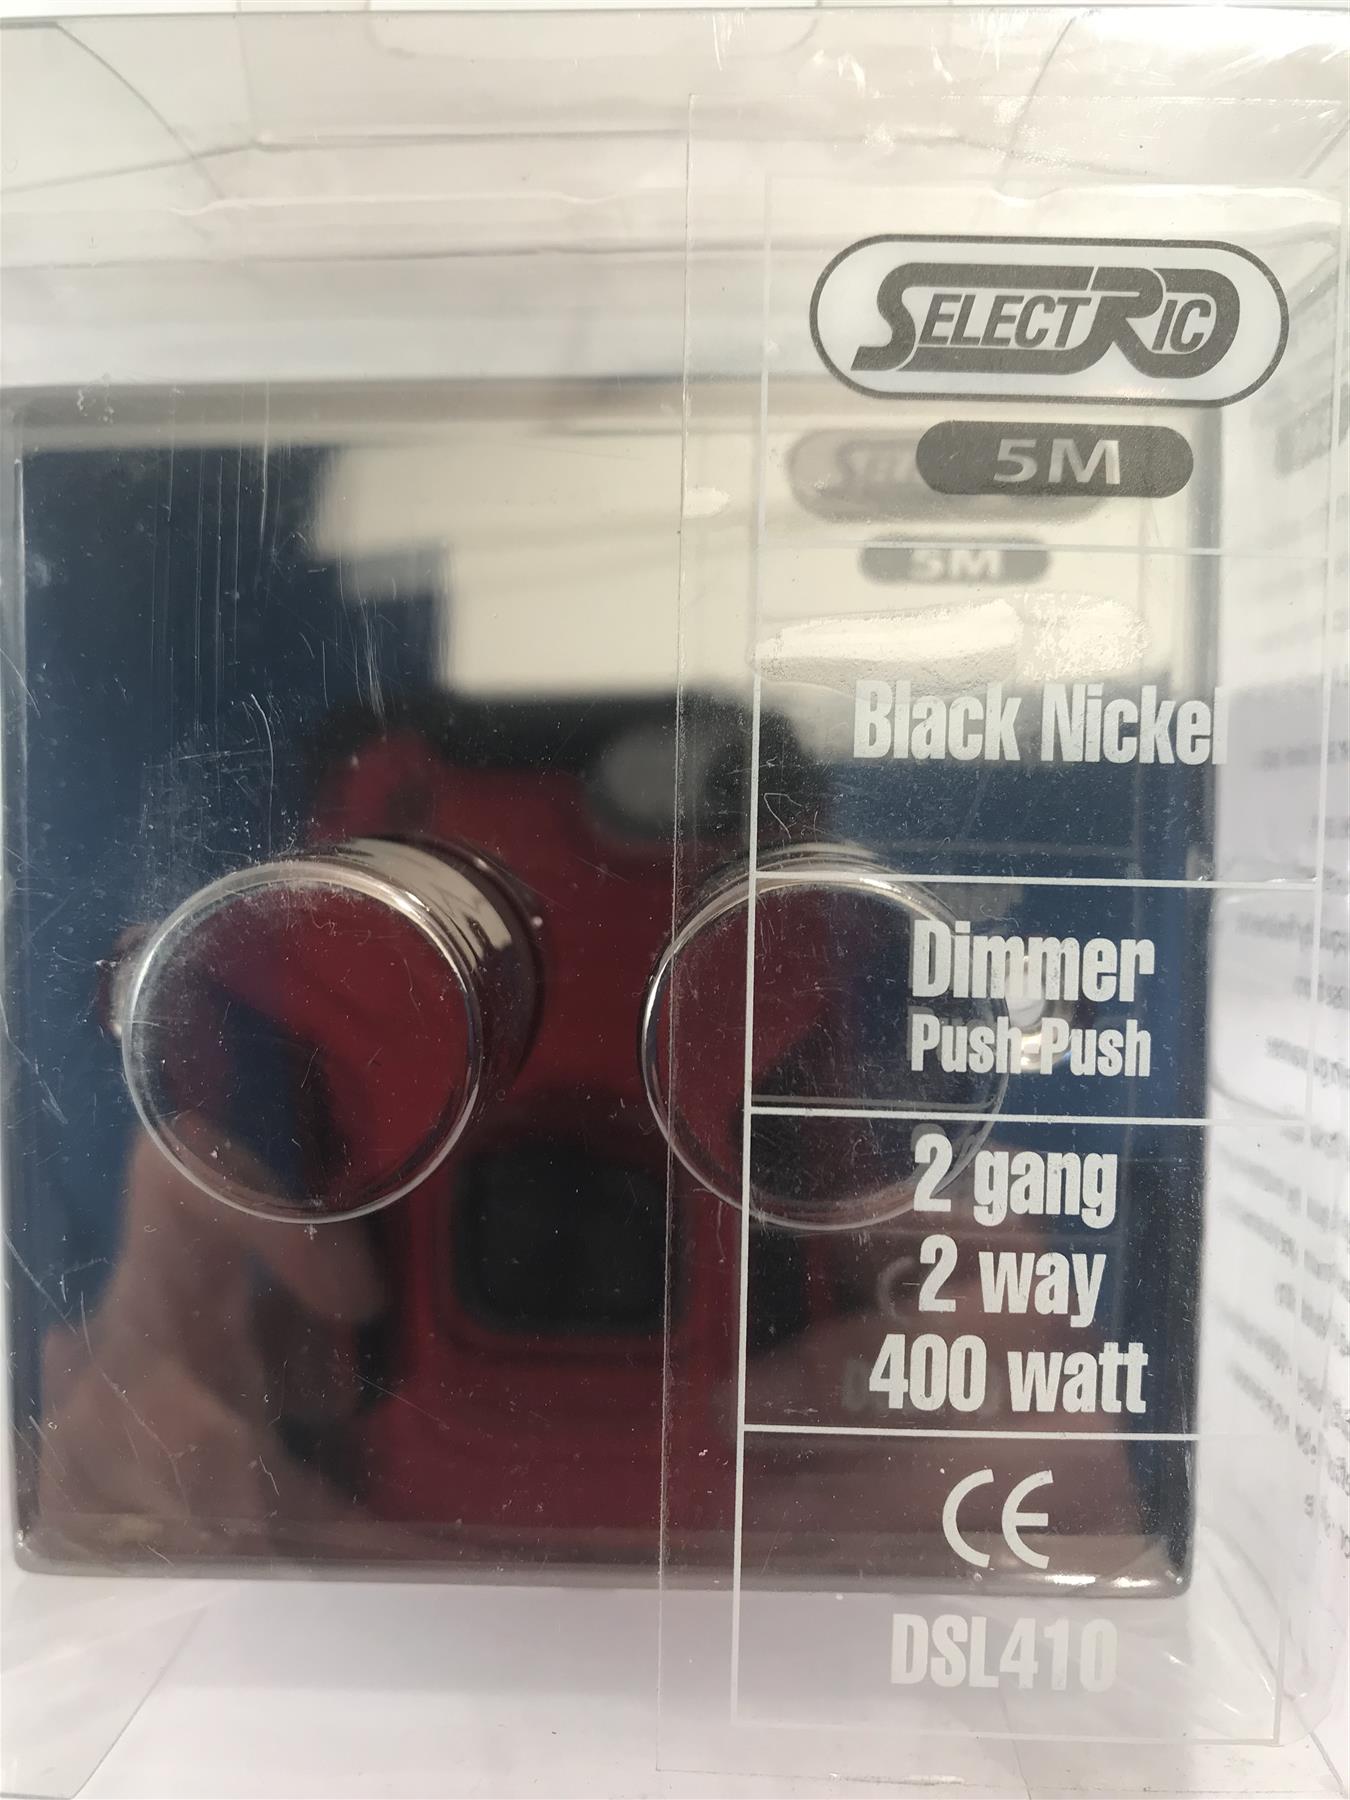 SELECTRIC
5M
5M
Black Nickel
Dimmer
Push-Push
2 gang
2 way
400 watt
CE
DSL410